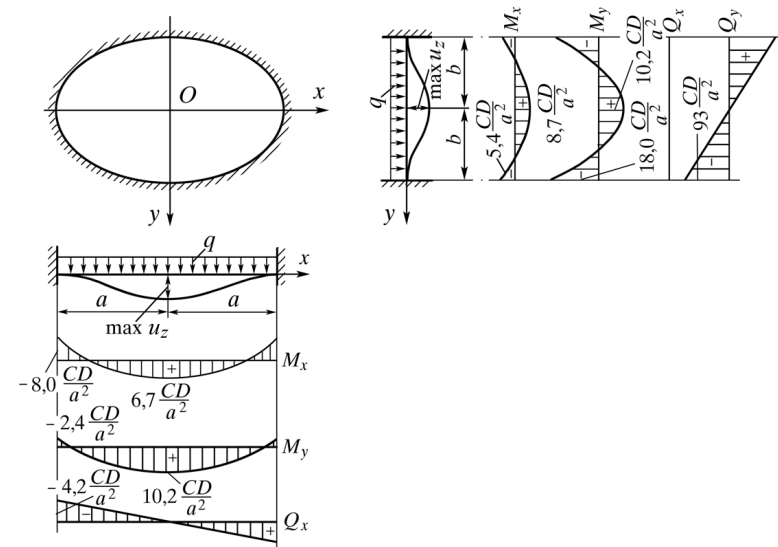 O
x
y
q
max u_z
b
b
y
M_x
M_y
Q_x
Q_y
5,4 CD/a²
8,7 CD/a²
10,2 CD/a²
18,0 CD/a²
93 CD/a²
+
-
q
x
a
a
max u_z
M_x
-8,0 CD/a²
6,7 CD/a²
+
-2,4 CD/a²
M_y
+
-4,2 CD/a²
10,2 CD/a²
Q_x
-
+